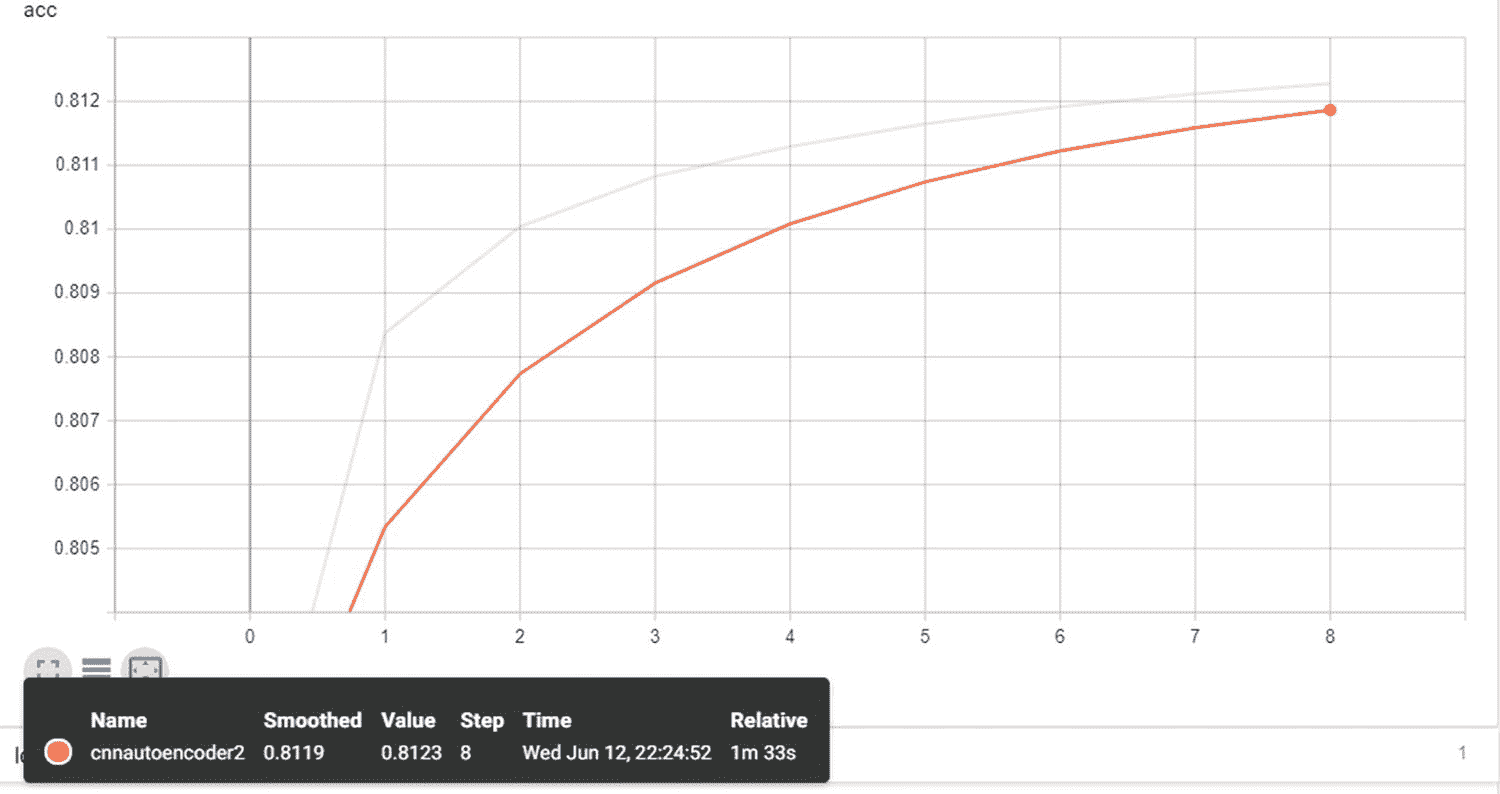 acc
0.812
0.811
0.81
0.809
0.808
0.807
0.806
0.805
0 1 2 3 4 5 6 7 8
Name Smoothed Value Step Time Relative
cnnautoencoder2 0.8119 0.8123 8 Wed Jun 12, 22:24:52 1m 33s
1